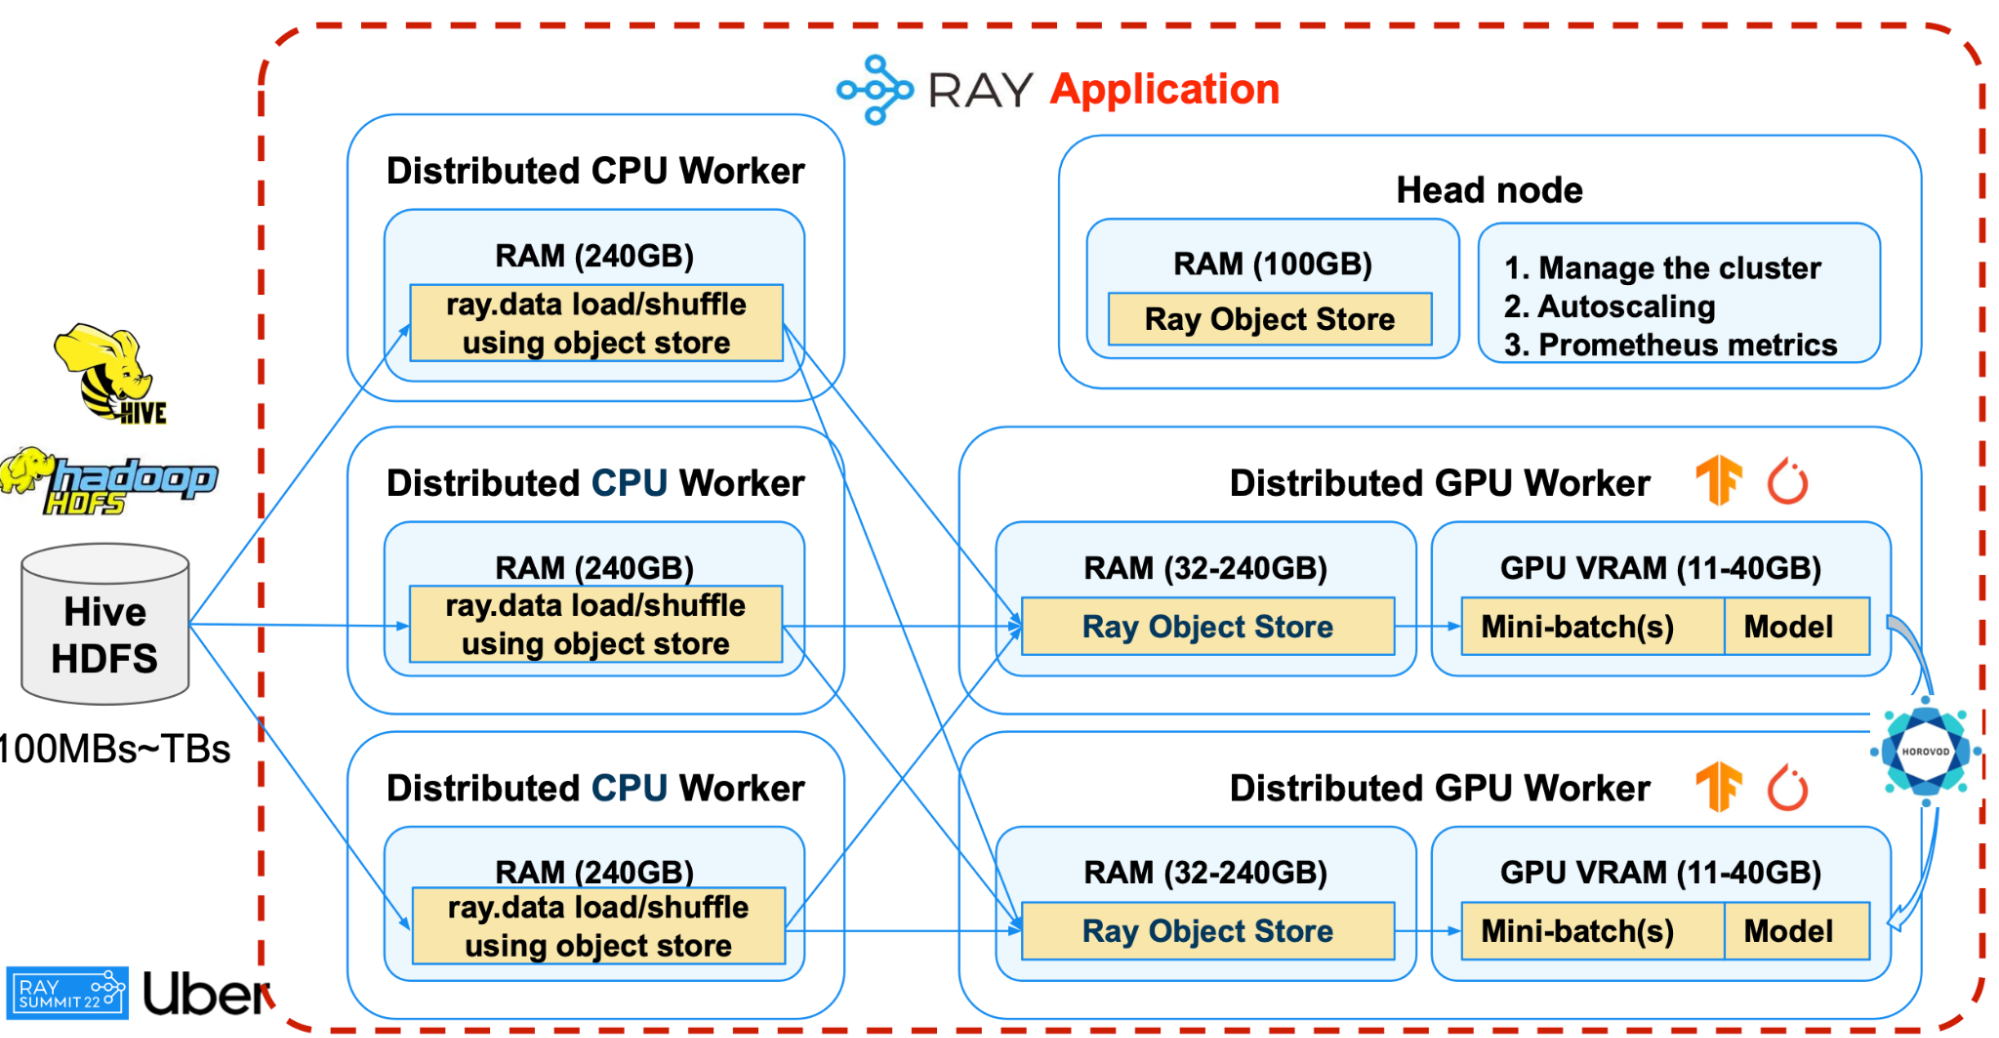 RAY Application
Distributed CPU Worker
RAM (240GB)
ray.data load/shuffle
using object store
Head node
RAM (100GB)
Ray Object Store
1. Manage the cluster
2. Autoscaling
3. Prometheus metrics
HIVE
hadoop
HDFS
Hive
HDFS
100MBs~TBs
Distributed CPU Worker
RAM (240GB)
ray.data load/shuffle
using object store
Distributed GPU Worker
RAM (32-240GB)
Ray Object Store
GPU VRAM (11-40GB)
Mini-batch(s)
Model
HOROVOD
Distributed CPU Worker
RAM (240GB)
ray.data load/shuffle
using object store
Distributed GPU Worker
RAM (32-240GB)
Ray Object Store
GPU VRAM (11-40GB)
Mini-batch(s)
Model
RAY
SUMMIT 22
Uber